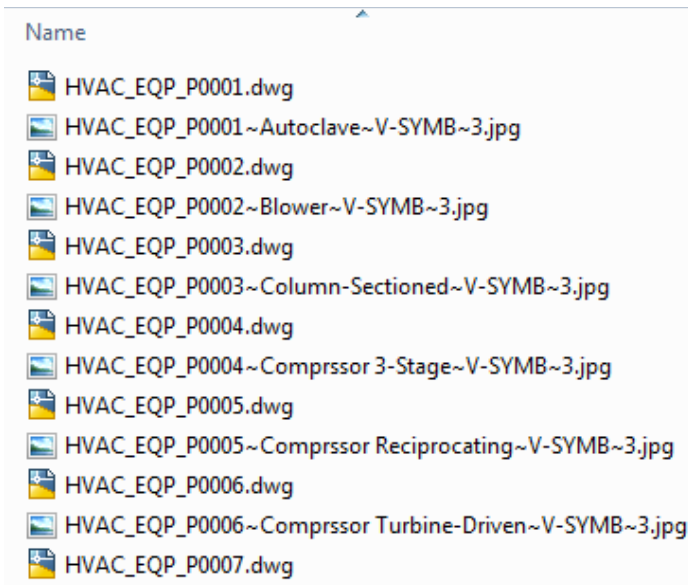 Name
HVAC_EQP_P0001.dwg
HVAC_EQP_P0001~Autoclave~V-SYMB~3.jpg
HVAC_EQP_P0002.dwg
HVAC_EQP_P0002~Blower~V-SYMB~3.jpg
HVAC_EQP_P0003.dwg
HVAC_EQP_P0003~Column-Sectioned~V-SYMB~3.jpg
HVAC_EQP_P0004.dwg
HVAC_EQP_P0004~Comprssor 3-Stage~V-SYMB~3.jpg
HVAC_EQP_P0005.dwg
HVAC_EQP_P0005~Comprssor Reciprocating~V-SYMB~3.jpg
HVAC_EQP_P0006.dwg
HVAC_EQP_P0006~Comprssor Turbine-Driven~V-SYMB~3.jpg
HVAC_EQP_P0007.dwg